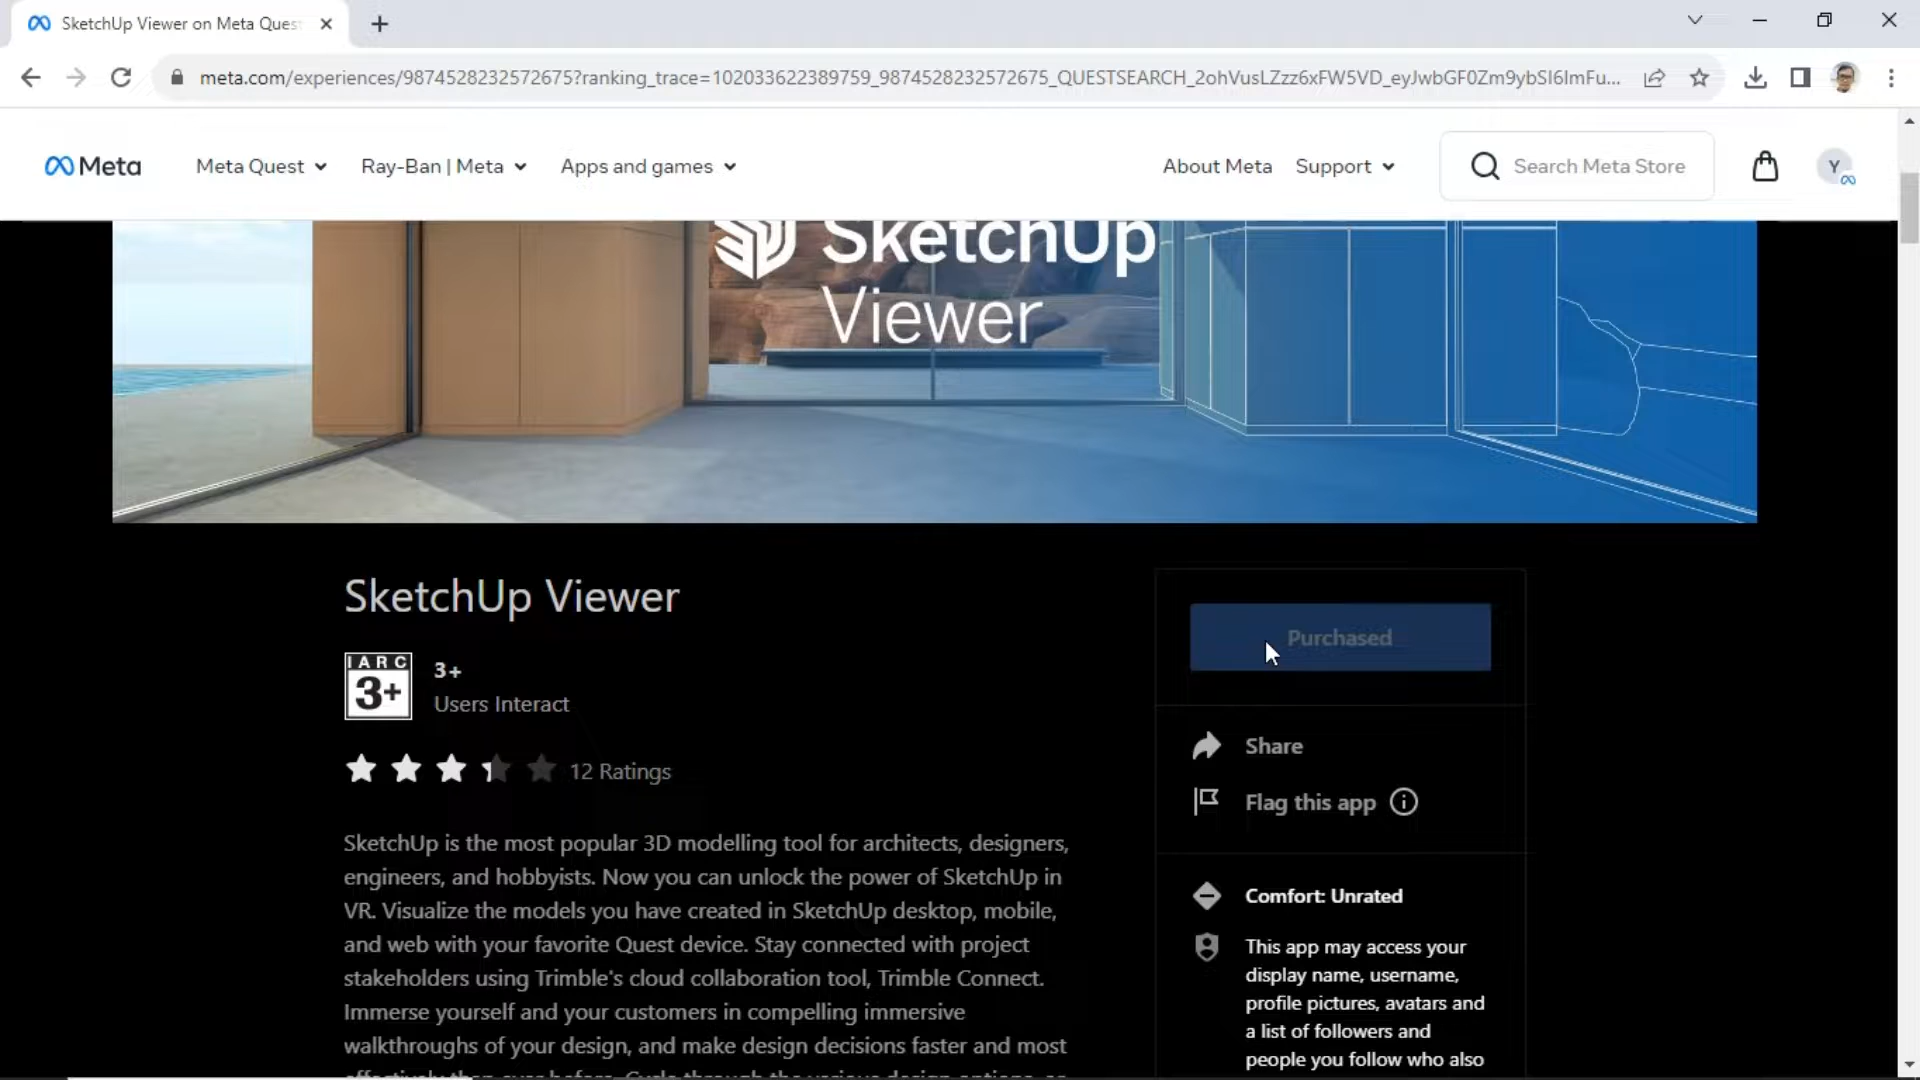 SketchUp Viewer on Meta Ques
meta.com/experiences/9874528232572675?ranking_trace=102033622389759_9874528232572675_QUESTSEARCH_2ohVusLZzz6xFW5VD_eyJwbGF0Zm9ybSI6ImFu...
Meta
Meta Quest
Ray-Ban | Meta
Apps and games
About Meta
Support
Search Meta Store
Y
SketchUp
Viewer
SketchUp Viewer
IARC
3+
3+
Users Interact
12 Ratings
SketchUp is the most popular 3D modelling tool for architects, designers,
engineers, and hobbyists. Now you can unlock the power of SketchUp in
VR. Visualize the models you have created in SketchUp desktop, mobile,
and web with your favorite Quest device. Stay connected with project
stakeholders using Trimble's cloud collaboration tool, Trimble Connect.
Immerse yourself and your customers in compelling immersive
walkthroughs of your design, and make design decisions faster and most
Purchased
Share
Flag this app
Comfort: Unrated
This app may access your
display name, username,
profile pictures, avatars and
a list of followers and
people you follow who also